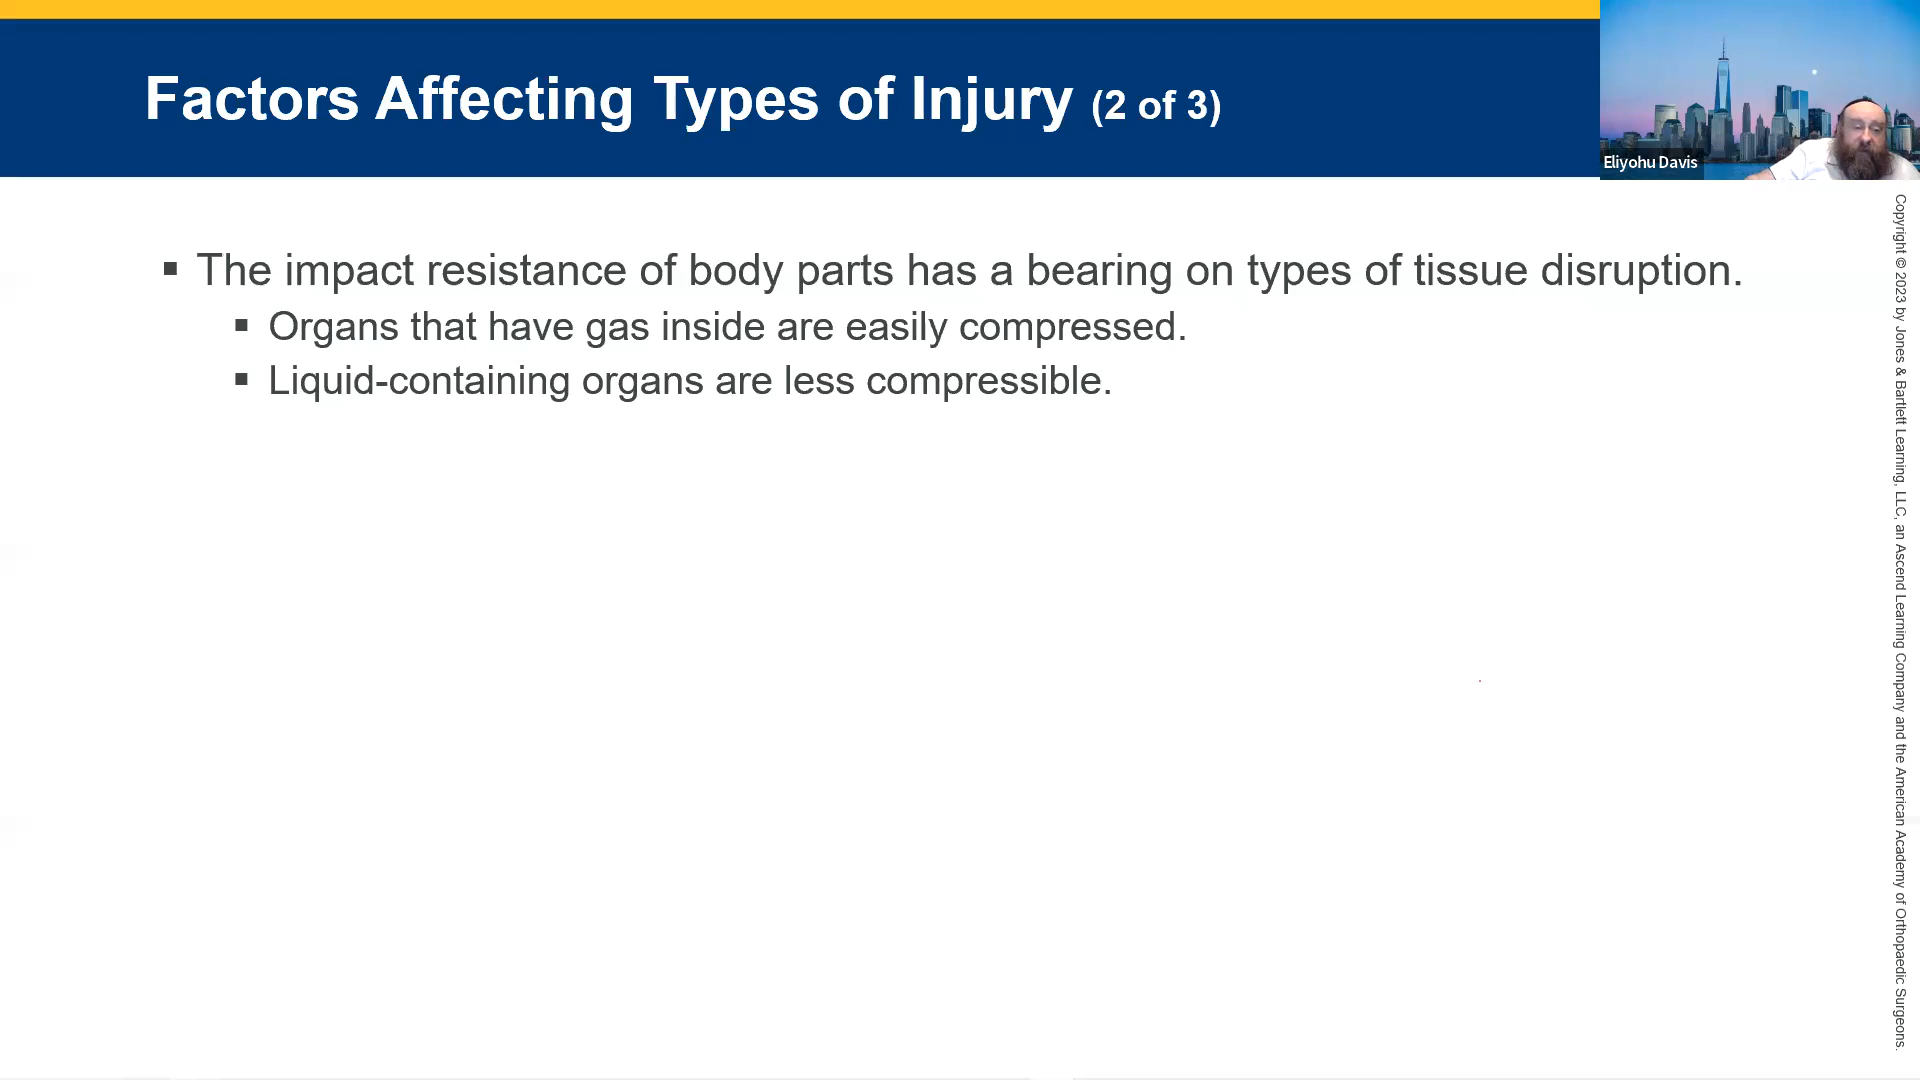 Factors Affecting Types of Injury (2 of 3)
Eliyohu Davis
▪ The impact resistance of body parts has a bearing on types of tissue disruption.
▪ Organs that have gas inside are easily compressed.
▪ Liquid-containing organs are less compressible.
Copyright © 2023 by Jones & Bartlett Learning, LLC, an Ascend Learning Company and the American Academy of Orthopaedic Surgeons.